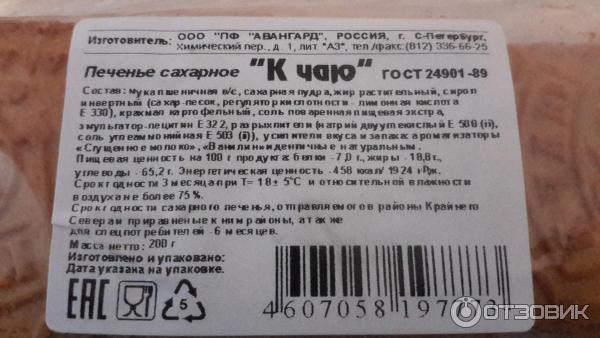 Изготовитель: ООО "ПФ "АВАНГАРД", РОССИЯ, г. С-Петербург,
Химический пер., д.1, лит. "АЗ", тел./факс:(812) 336-66-25
Печенье сахарное "К чаю" ГОСТ 24901-89
Состав: мука пшеничная в/с, сахарная пудра, жир растительный, сироп
инвертный (сахар-песок, регулятор кислотности - лимонная кислота
Е 330), крахмал картофельный, соль поваренная пищевая экстра,
эмульгатор-лецитин Е 322, разрыхлители (натрий двууглекислый Е 500 (ii),
соль углеаммонийная Е 503 (ii)), усилители вкуса и запаха: ароматизаторы
«Сгущенное молоко», «Ванилин» идентичные натуральным.
Пищевая ценность на 100 г продукта: белки - 7,0 г., жиры - 18,8 г.,
углеводы - 65,2 г. Энергетическая ценность - 458 ккал/ 1924 кДж.
Срок годности 3 месяца при Т= 18± 5°С и относительной влажности
воздуха не более 75%.
Срок годности сахарного печенья, отправляемого в районы Крайнего
Севера и приравненные к ним районы, а также
для спецпотребителей - 6 месяцев.
Масса нетто: 200 г
Изготовлено и упаковано:
Дата указана на упаковке.
ЕАС
5
4 607058 197
ОТЗОВИК